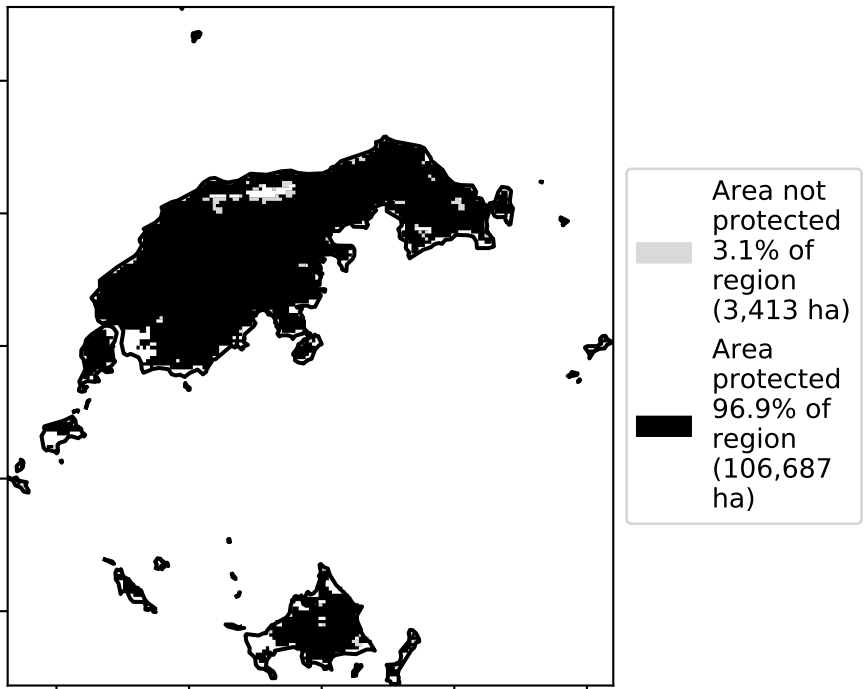 Area not
protected
3.1% of
region
(3,413 ha)
Area
protected
96.9% of
region
(106,687
ha)